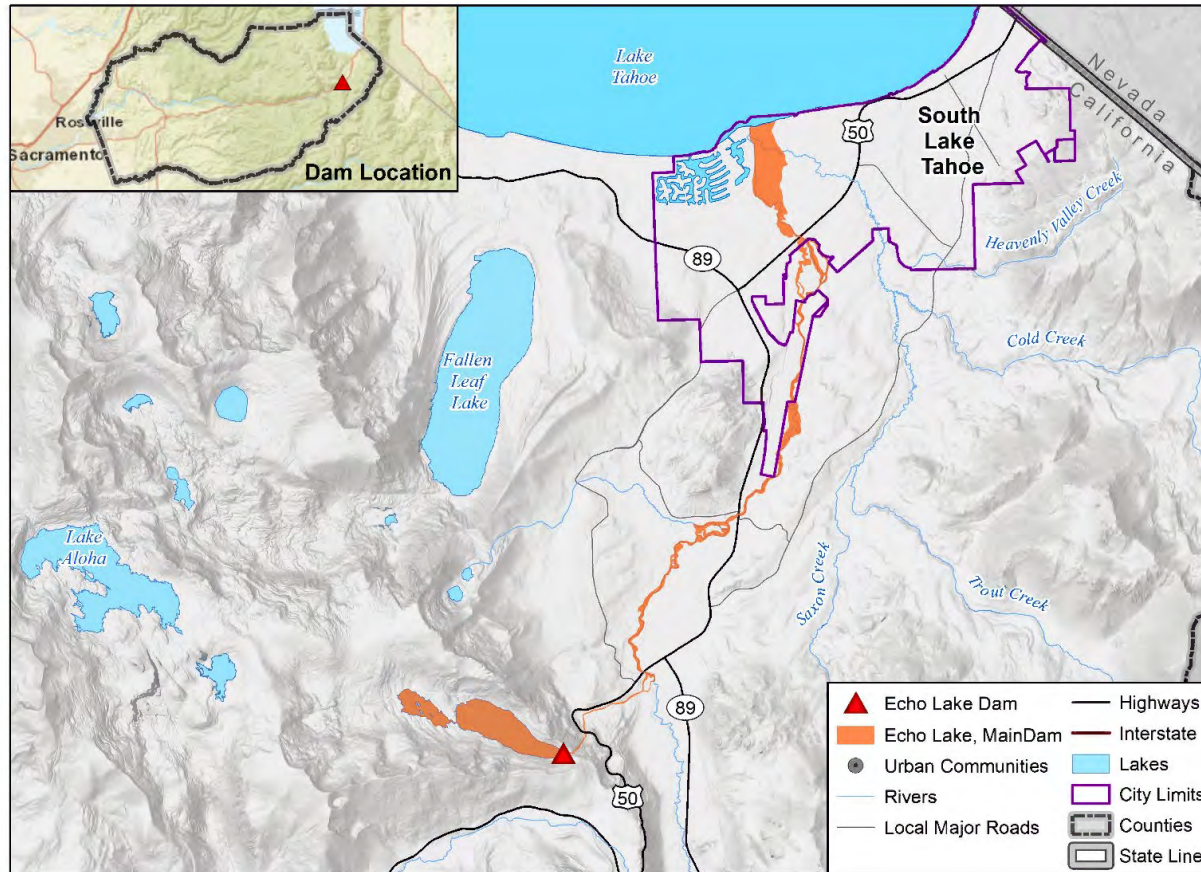 Roseville
Sacramento
Dam Location
Lake
Tahoe
Nevada
California
50
South
Lake
Tahoe
Heavenly Valley Creek
89
Cold Creek
Fallen
Leaf
Lake
Lake
Aloha
Saxon Creek
Trout Creek
89
50
Echo Lake Dam
Echo Lake, MainDam
Urban Communities
Rivers
Local Major Roads
Highways
Interstate
Lakes
City Limits
Counties
State Line